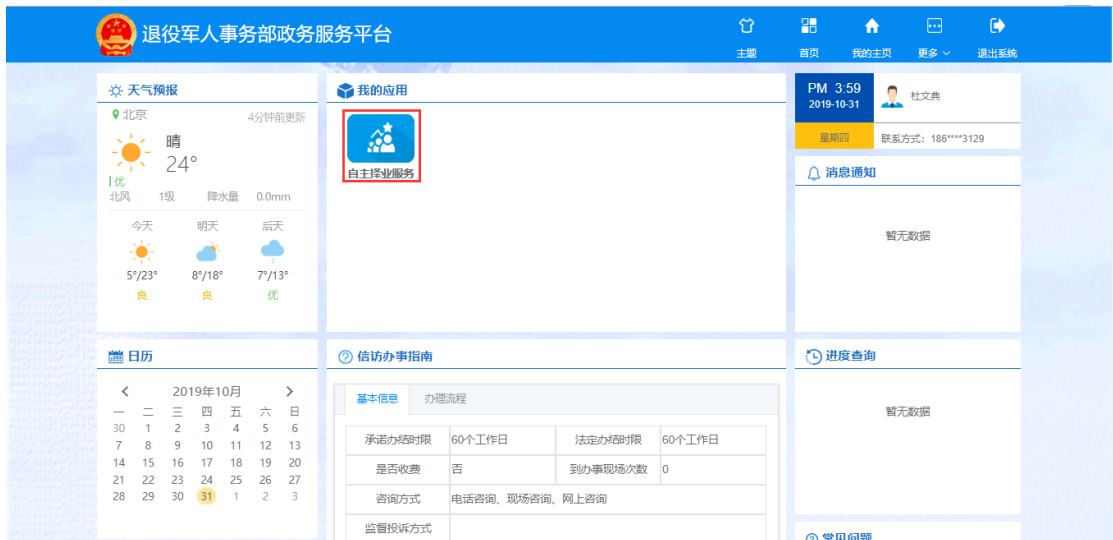 退役军人事务部政务服务平台
主题 首页 我的主页 更多 退出系统
天气预报
北京 4分钟前更新
晴
24°
优
北风 1级 降水量 0.0mm
今天 明天 后天
5°/23° 8°/18° 7°/13°
良 良 优
我的应用
自主择业服务
PM 3:59
2019-10-31
杜文典
星期四
联系方式：186****3129
消息通知
暂无数据
日历
2019年10月
一 二 三 四 五 六 日
30 1 2 3 4 5 6
7 8 9 10 11 12 13
14 15 16 17 18 19 20
21 22 23 24 25 26 27
28 29 30 31 1 2 3
信访办事指南
基本信息 办理流程
承诺办结时限 60个工作日 法定办结时限 60个工作日
是否收费 否 到办事现场次数 0
咨询方式 电话咨询、现场咨询、网上咨询
监督投诉方式
进度查询
暂无数据
常见问题